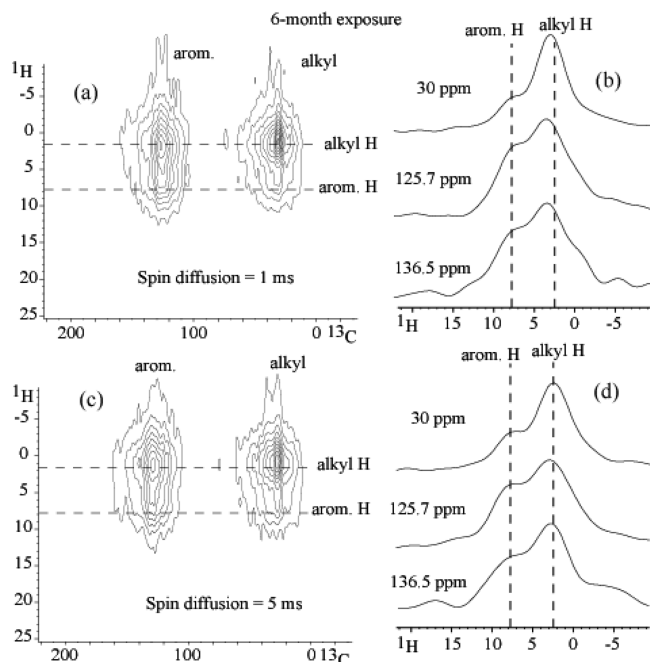 6-month exposure
1H
arom.
alkyl
(a)
-5
0
5
10
15
20
25
alkyl H
arom. H
Spin diffusion = 1 ms
200
100
0 13C
arom. H
alkyl H
(b)
30 ppm
125.7 ppm
136.5 ppm
1H
15
10
5
0
-5
1H
arom.
alkyl
(c)
-5
0
5
10
15
20
25
alkyl H
arom. H
Spin diffusion = 5 ms
200
100
0 13C
arom. H
alkyl H
(d)
30 ppm
125.7 ppm
136.5 ppm
1H
15
10
5
0
-5